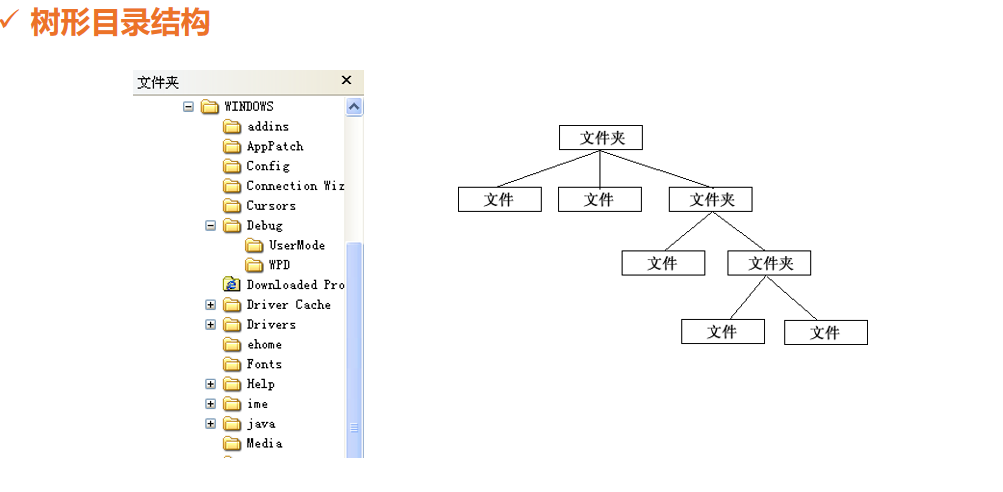 树形目录结构
文件夹
WINDOWS
addins
AppPatch
Config
Connection Wiz
Cursors
Debug
UserMode
WPD
Downloaded Pro
Driver Cache
Drivers
ehome
Fonts
Help
ime
java
Media
文件夹
文件 文件 文件夹
文件 文件夹
文件 文件